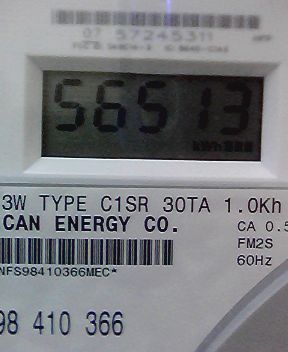 07 57245311
56513
kWh
3W TYPE C1SR 30TA 1.0Kh
CAN ENERGY CO.
CA 0.5
FM2S
60Hz
NFS98410366MEC*
98 410 366